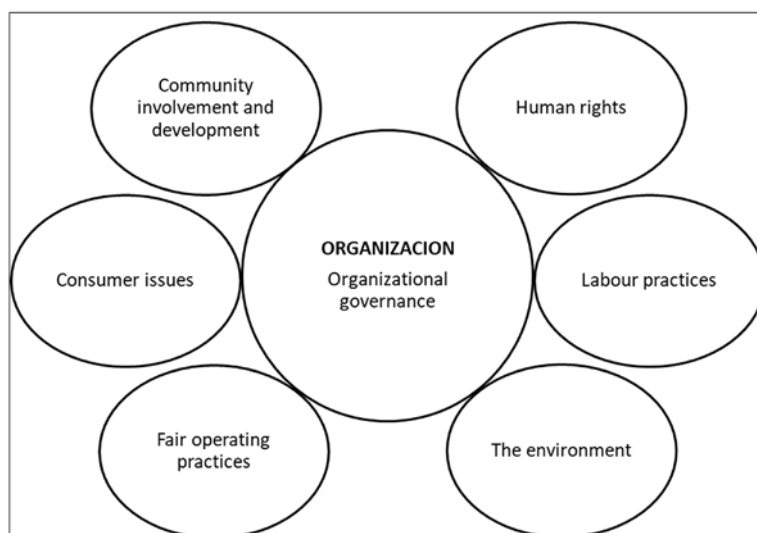 Community
involvement and
development
Human rights
ORGANIZACION
Organizational
governance
Consumer issues
Labour practices
Fair operating
practices
The environment